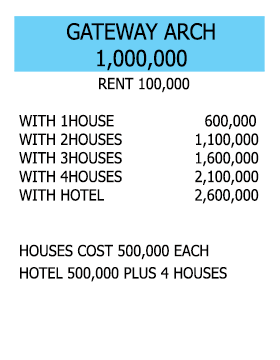 GATEWAY ARCH
1,000,000
RENT 100,000
WITH 1HOUSE 600,000
WITH 2HOUSES 1,100,000
WITH 3HOUSES 1,600,000
WITH 4HOUSES 2,100,000
WITH HOTEL 2,600,000
HOUSES COST 500,000 EACH
HOTEL 500,000 PLUS 4 HOUSES